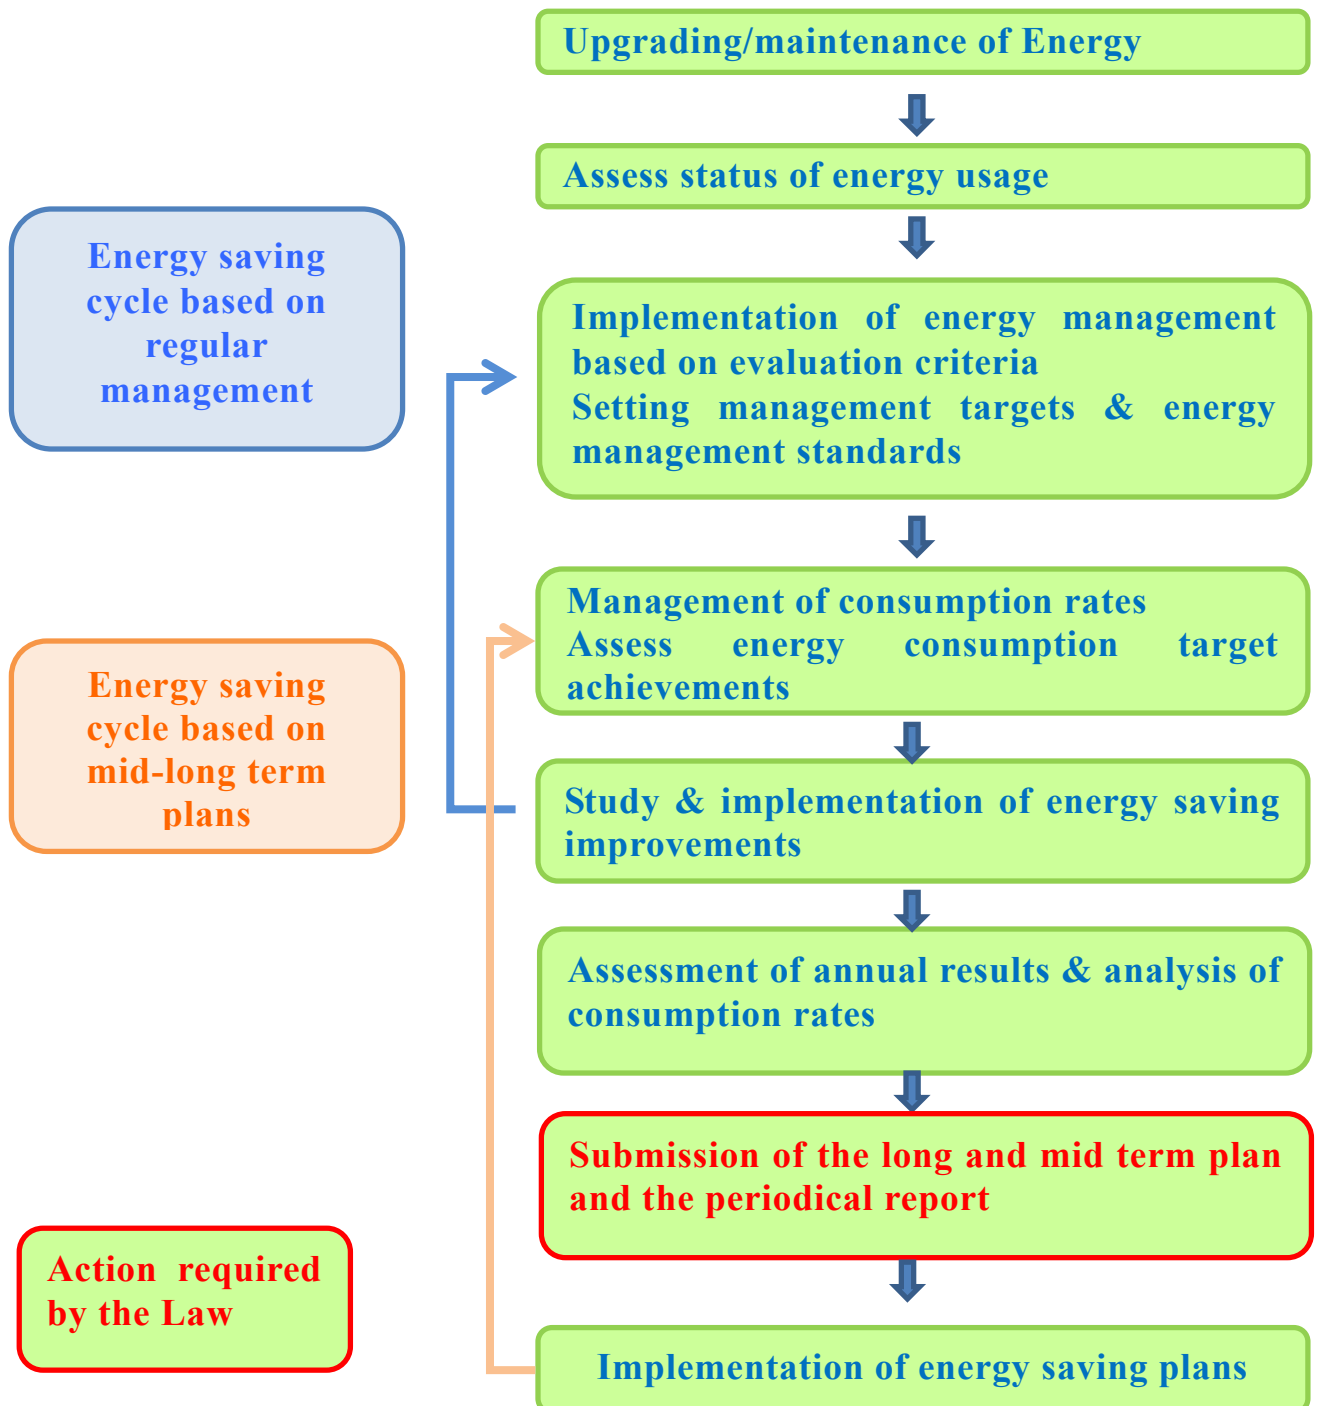 Upgrading/maintenance of Energy
Assess status of energy usage
Energy saving
cycle based on
regular
management
Implementation of energy management
based on evaluation criteria
Setting management targets & energy
management standards
Management of consumption rates
Assess energy consumption target
achievements
Energy saving
cycle based on
mid-long term
plans
Study & implementation of energy saving
improvements
Assessment of annual results & analysis of
consumption rates
Submission of the long and mid term plan
and the periodical report
Action required
by the Law
Implementation of energy saving plans